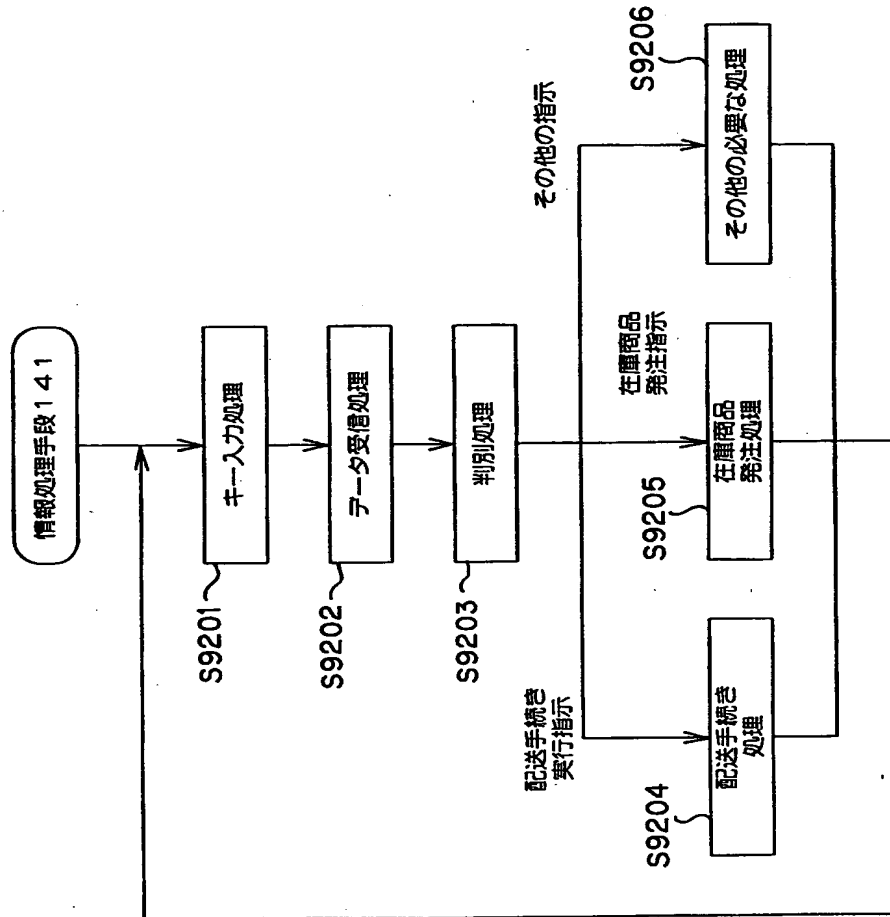 情報処理手段141
S9201
キー入力処理
S9202
データ受信処理
S9203
判別処理
配送手続き
実行指示
在庫商品
発注指示
その他の指示
S9204
配送手続き
処理
S9205
在庫商品
発注処理
S9206
その他の必要な処理